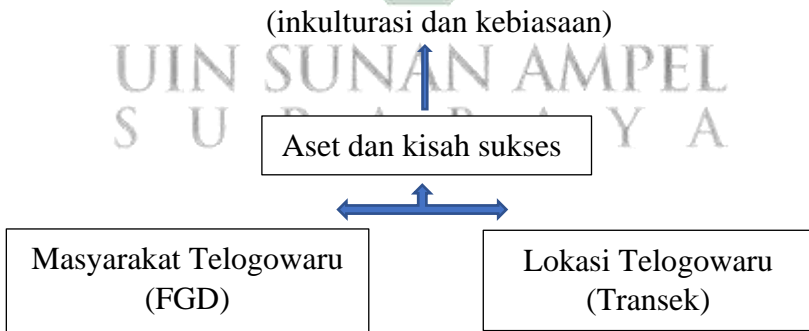 (inkulturasi dan kebiasaan)
UIN SUNAN AMPEL
S U R A B A Y A
Aset dan kisah sukses
Masyarakat Telogowaru
(FGD)
Lokasi Telogowaru
(Transek)